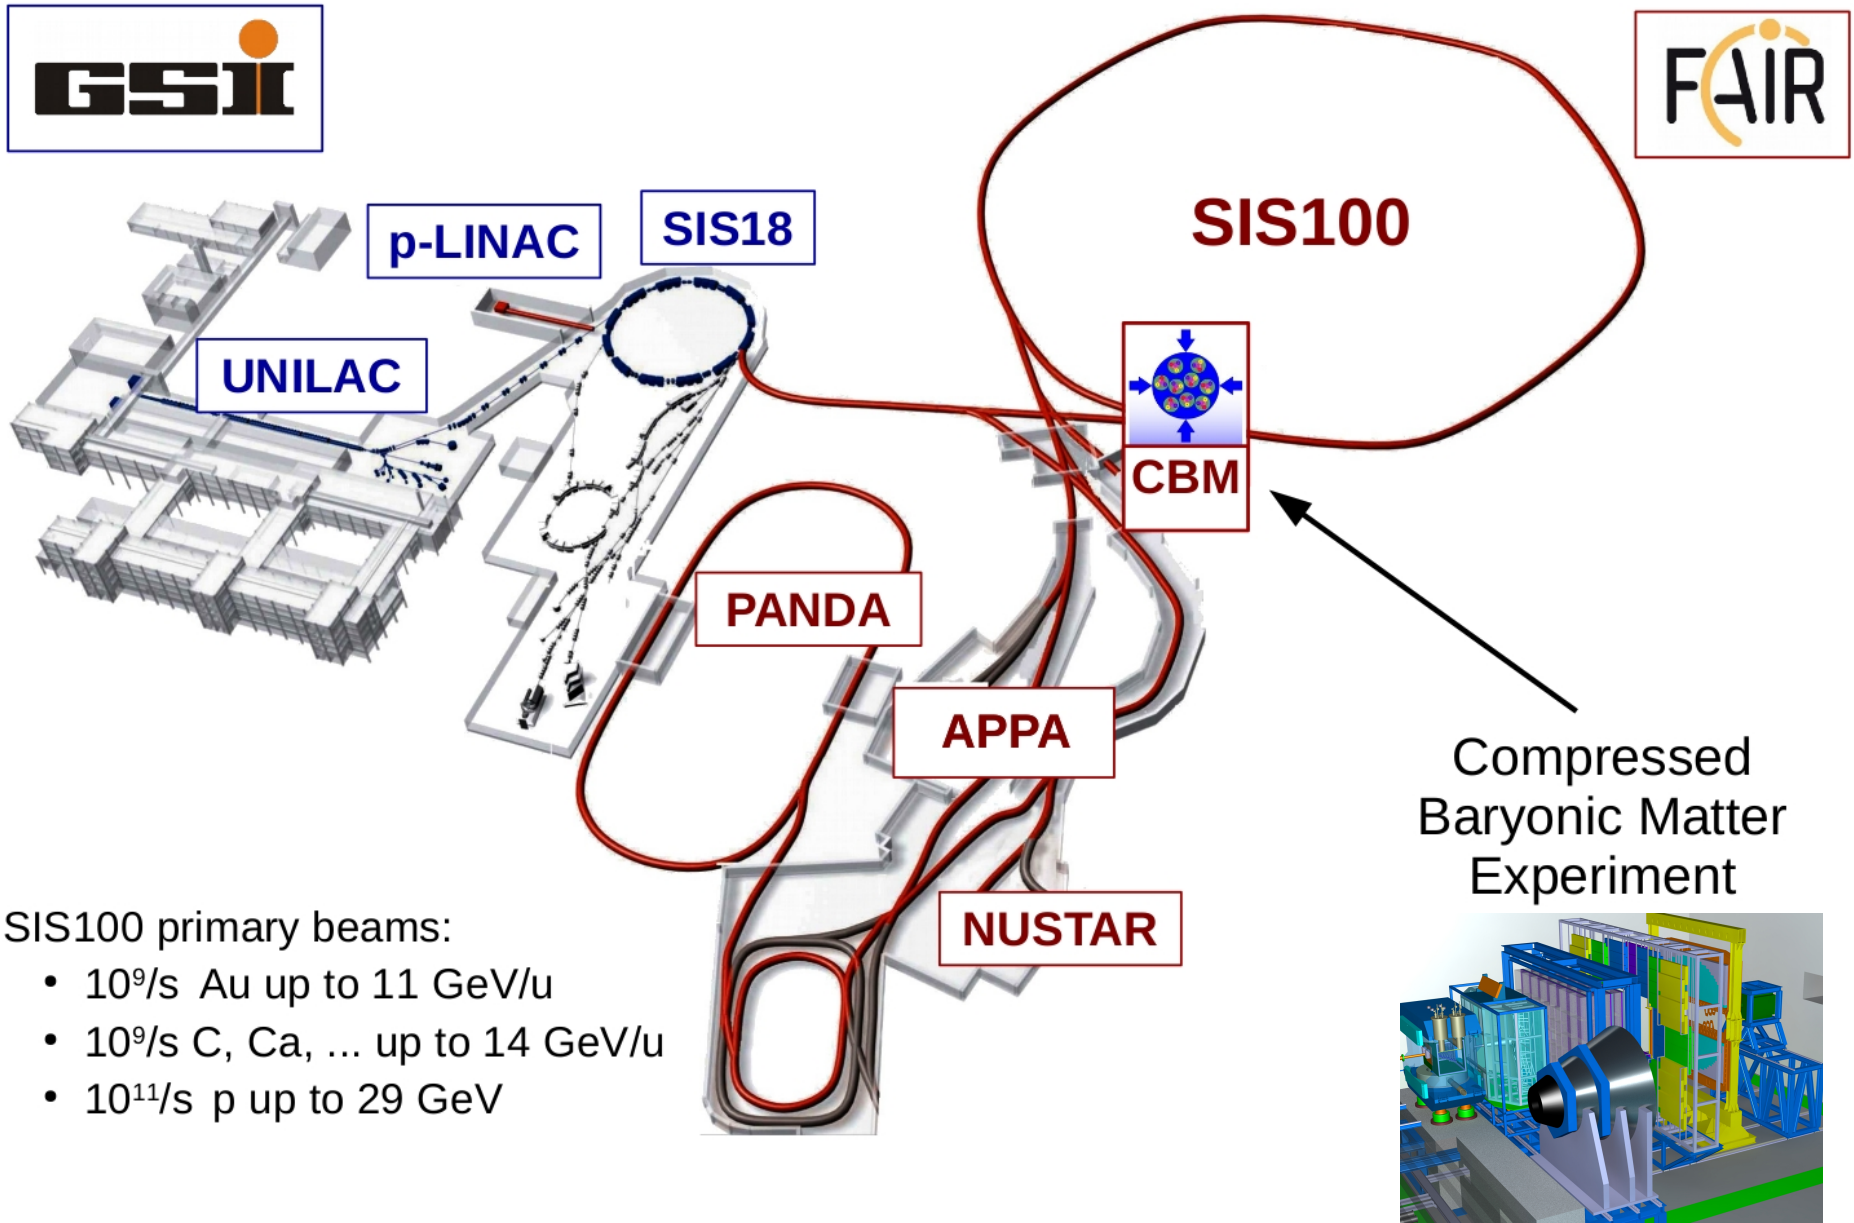 GSI
FAIR
p-LINAC
SIS18
SIS100
UNILAC
CBM
PANDA
APPA
NUSTAR
Compressed
Baryonic Matter
Experiment
SIS100 primary beams:
• 10⁹/s Au up to 11 GeV/u
• 10⁹/s C, Ca, ... up to 14 GeV/u
• 10¹¹/s p up to 29 GeV